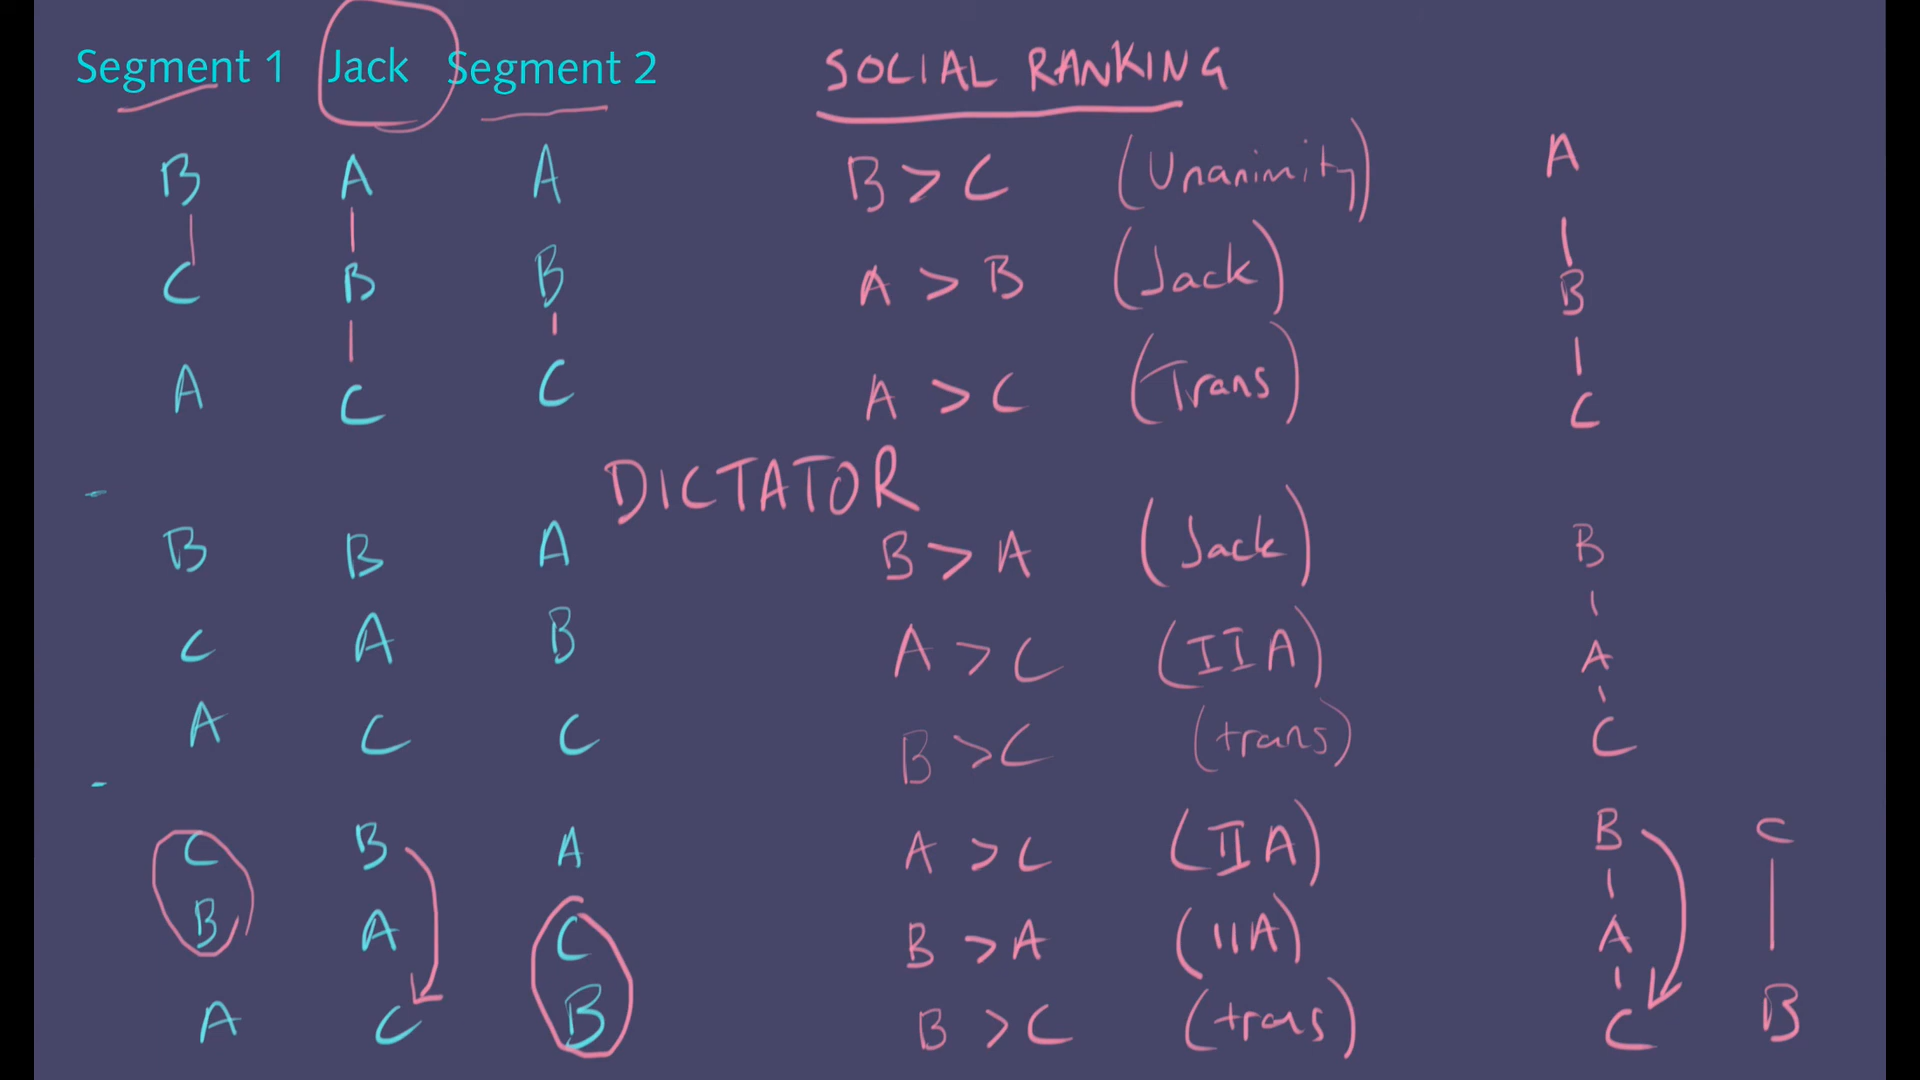 Segment 1 Jack Segment 2 SOCIAL RANKING
B A A B > C (Unanimity) A
C B B A > B (Jack) B
A C C A > C (Trans) C
DICTATOR
B B A B > A (Jack) B
C A B A > C (IIA) A
A C C B > C (trans) C
C B A A > C (IIA) B C
B A C B > A (IIA) A
A C B B > C (trans) C B